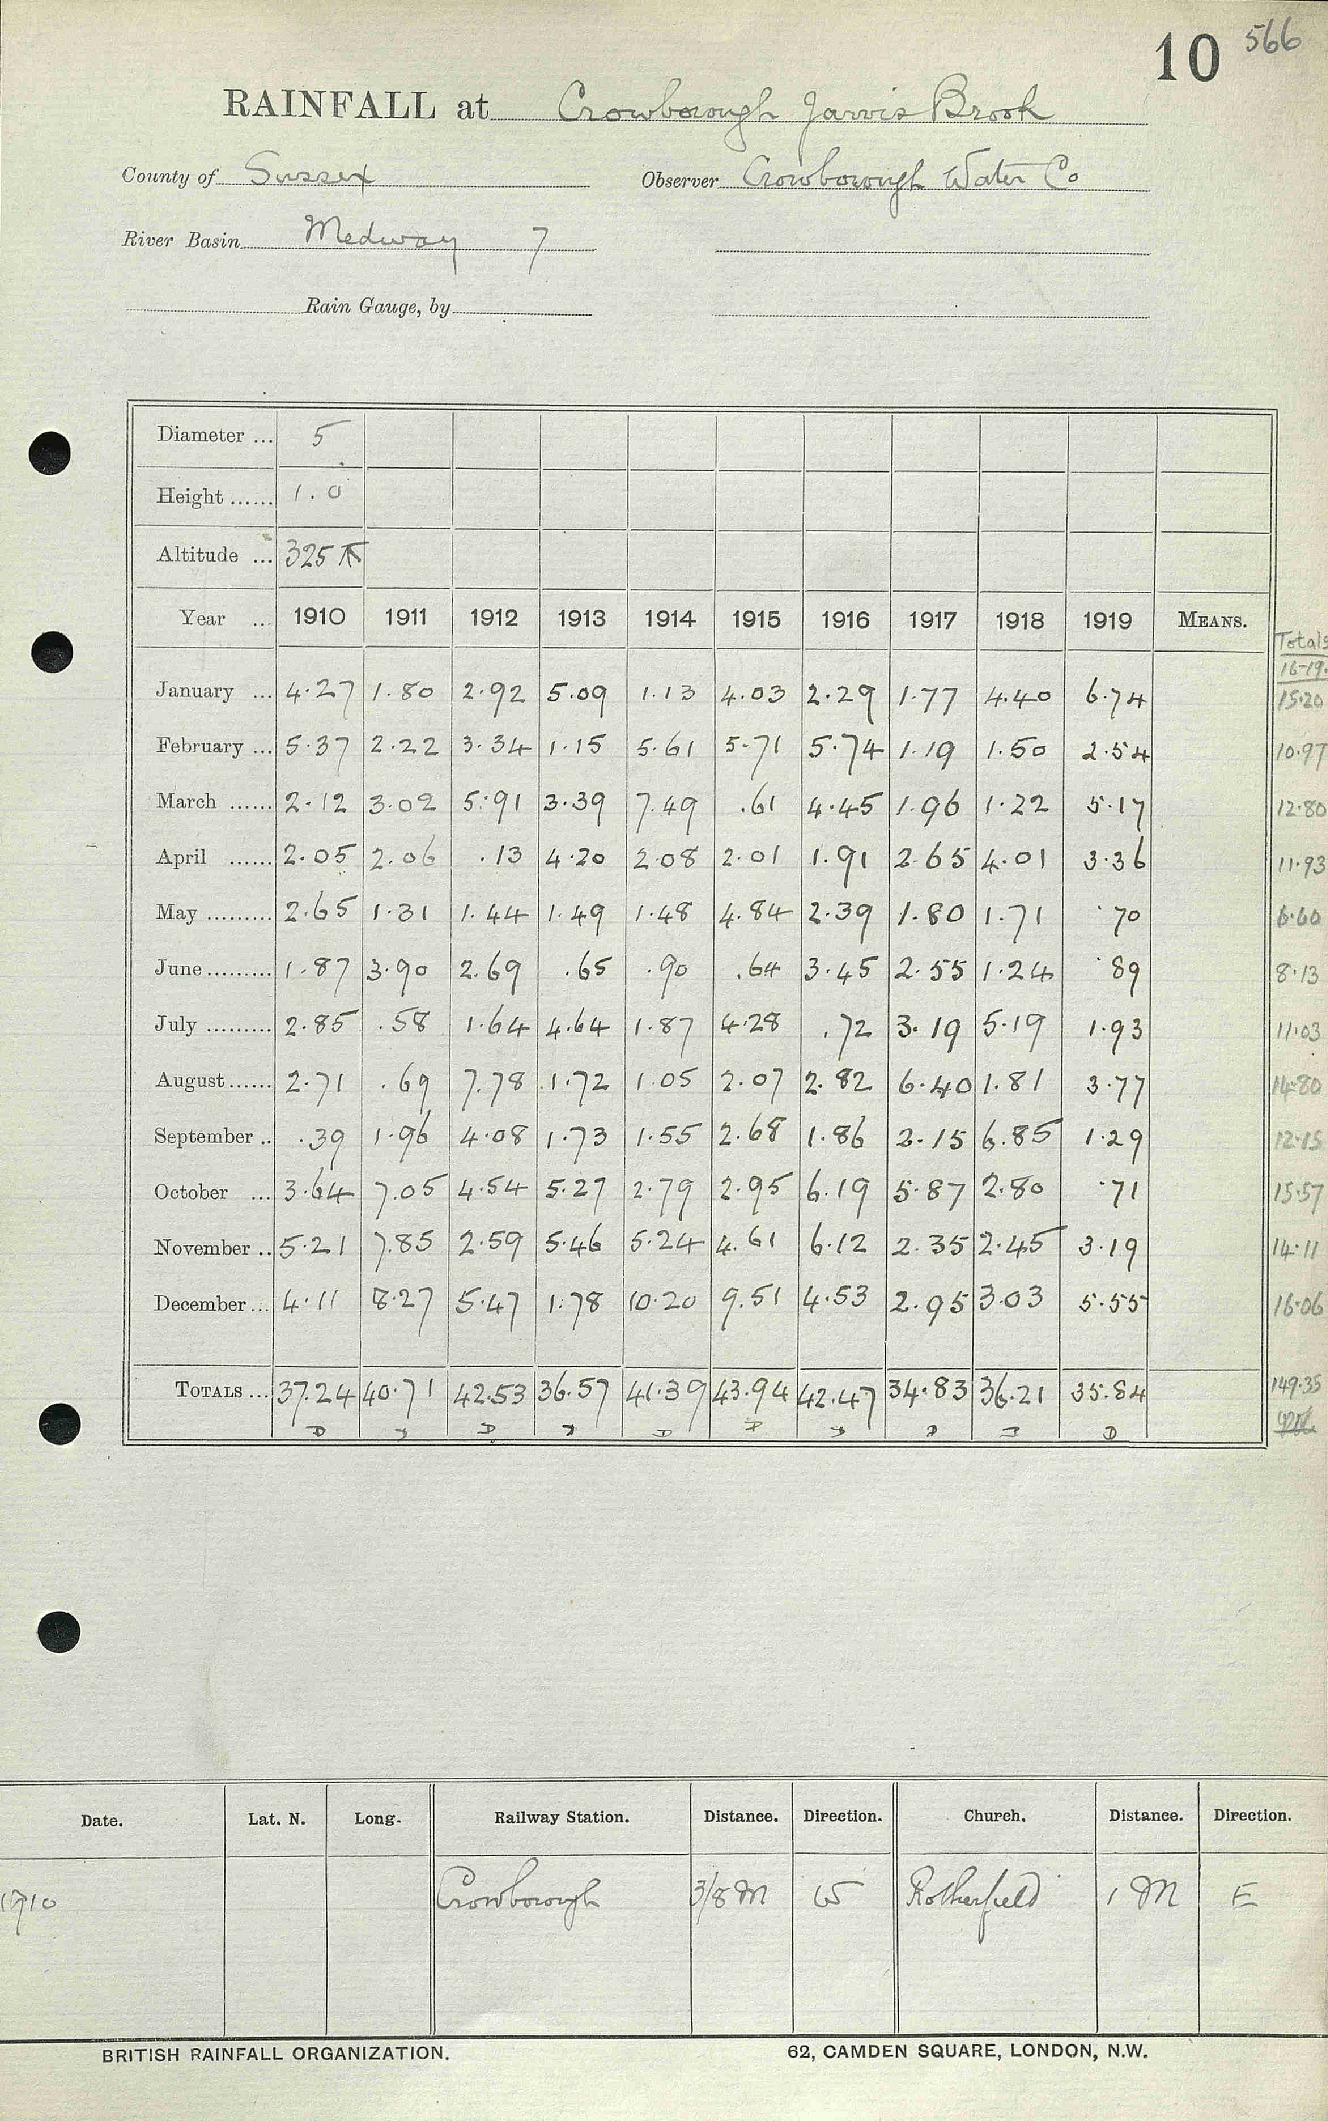 10 566
RAINFALL at Crowborough Jarvis Brook
County of Sussex Observer Crowborough Water Co
River Basin Medway 7
Rain Gauge, by
Diameter ... 5
Height ...... 1.0
Altitude ... 325
Year ... 1910 1911 1912 1913 1914 1915 1916 1917 1918 1919 MEANS. Totals
16-19.
January ... 4.27 1.80 2.92 5.09 1.13 4.03 2.29 1.77 4.40 6.74 15.20
February ... 5.37 2.22 3.34 1.15 5.61 5.71 5.74 1.19 1.50 2.54 10.97
March ...... 2.12 3.02 5.91 3.39 7.49 .61 4.45 1.96 1.22 5.17 12.80
April ...... 2.05 2.06 .13 4.20 2.08 2.01 1.91 2.65 4.01 3.36 11.93
May ......... 2.65 1.31 1.44 1.49 1.48 4.84 2.39 1.80 1.71 .70 6.60
June ......... 1.87 3.90 2.69 .65 .90 .64 3.45 2.55 1.24 .89 8.13
July ......... 2.85 .58 1.64 4.64 1.87 4.28 .72 3.19 5.19 1.93 11.03
August ...... 2.71 .69 7.78 1.72 1.05 2.07 2.82 6.40 1.81 3.77 14.80
September .. .39 1.96 4.08 1.73 1.55 2.68 1.86 2.15 6.85 1.29 12.15
October ... 3.64 7.05 4.54 5.27 2.79 2.95 6.19 5.87 2.80 .71 15.57
November .. 5.21 7.85 2.59 5.46 5.24 4.61 6.12 2.35 2.45 3.19 14.11
December ... 4.11 8.27 5.47 1.78 10.20 9.51 4.53 2.95 3.03 5.55 16.06
TOTALS ... 37.24 40.71 42.53 36.57 41.39 43.94 42.47 34.83 36.21 35.84 149.35
Date. Lat. N. Long. Railway Station. Distance. Direction. Church. Distance. Direction.
1910 Crowborough 3/8 M W Rotherfield 1 M E
BRITISH RAINFALL ORGANIZATION. 62, CAMDEN SQUARE, LONDON, N.W.